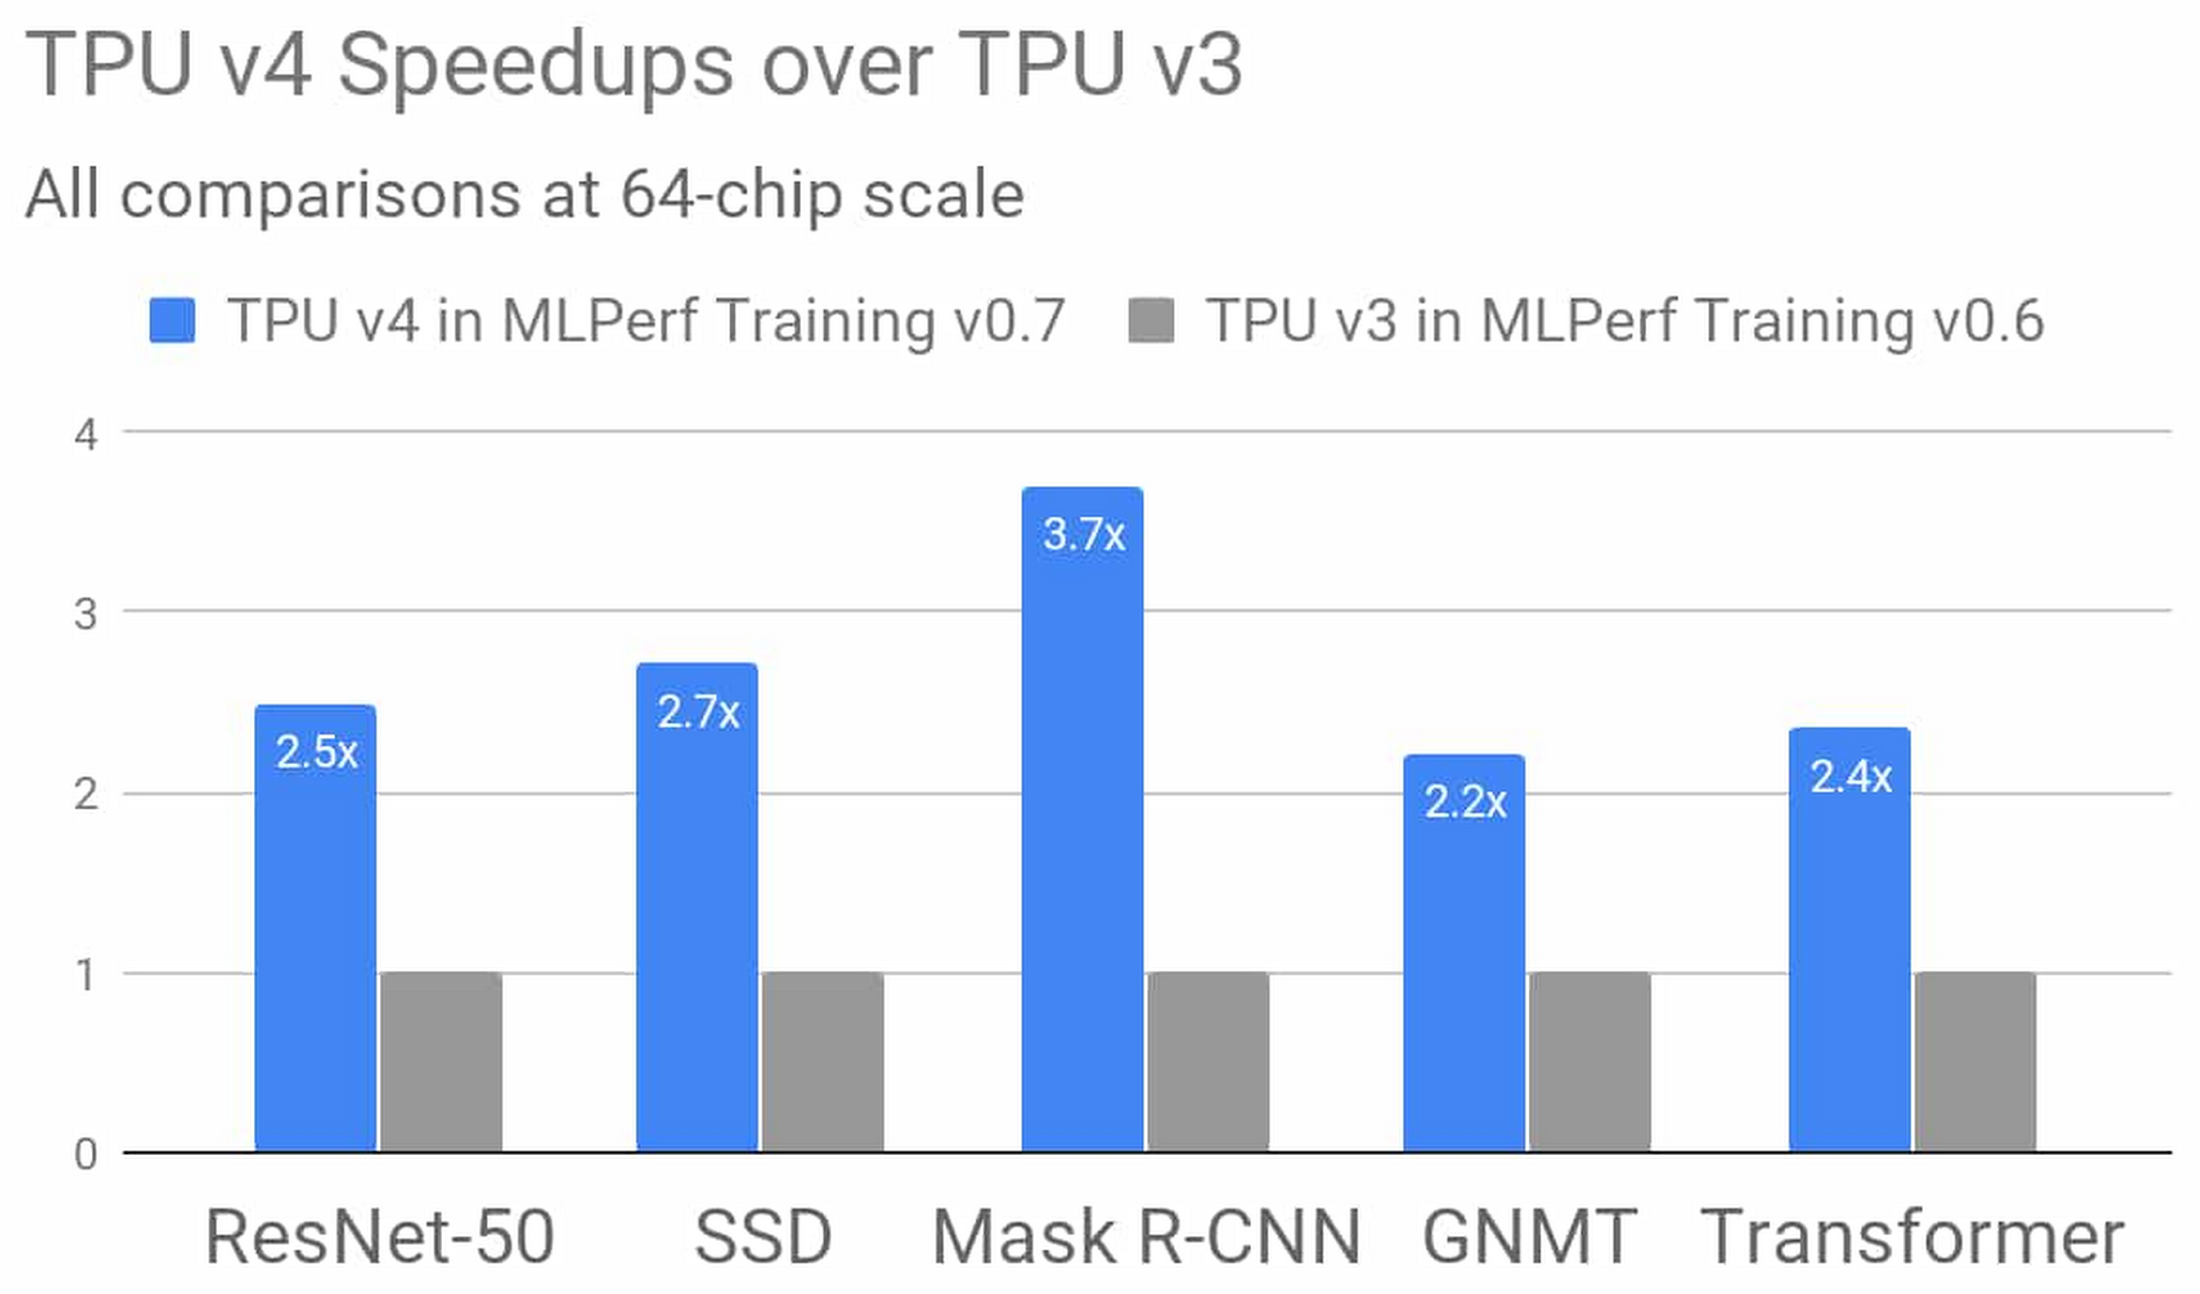 TPU v4 Speedups over TPU v3
All comparisons at 64-chip scale
TPU v4 in MLPerf Training v0.7 TPU v3 in MLPerf Training v0.6
4
3
2
1
0
2.5x
2.7x
3.7x
2.2x
2.4x
ResNet-50 SSD Mask R-CNN GNMT Transformer